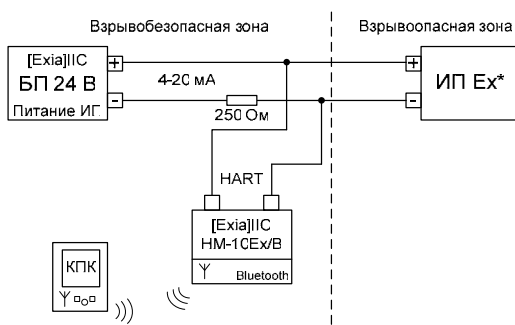 Взрывобезопасная зона
Взрывоопасная зона
[Exia]IIC
БП 24 В
Питание ИП
+
-
4-20 мА
250 Ом
+
-
ИП Ex*
HART
[Exia]IIC
HM-10Ex/B
Bluetooth
КПК